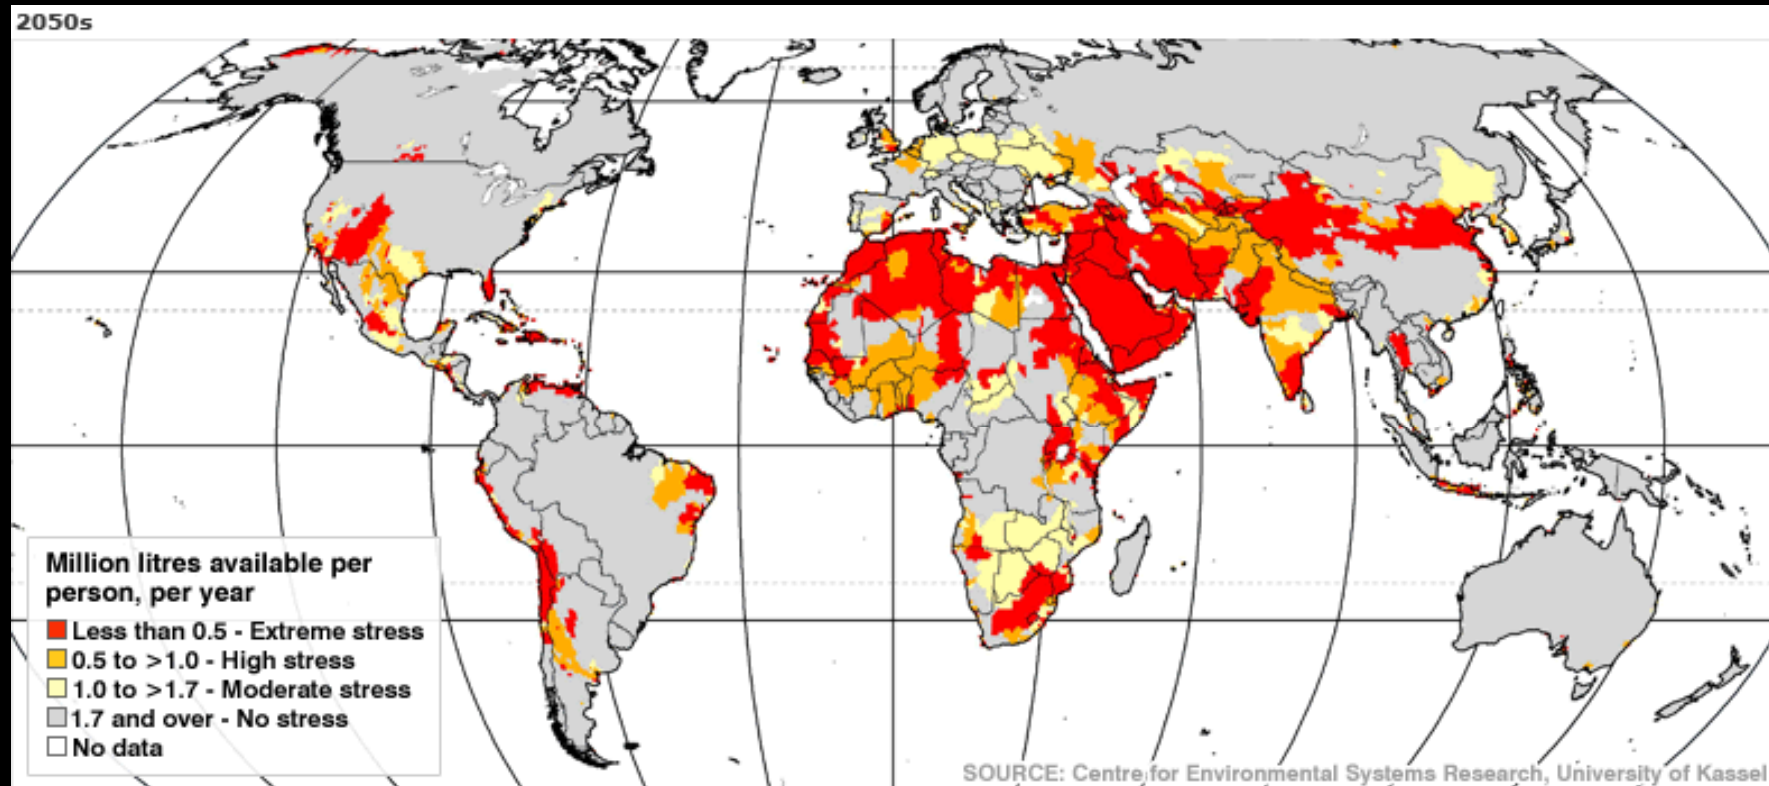 2050s
Million litres available per
person, per year
Less than 0.5 - Extreme stress
0.5 to >1.0 - High stress
1.0 to >1.7 - Moderate stress
1.7 and over - No stress
No data
SOURCE: Centre for Environmental Systems Research, University of Kassel